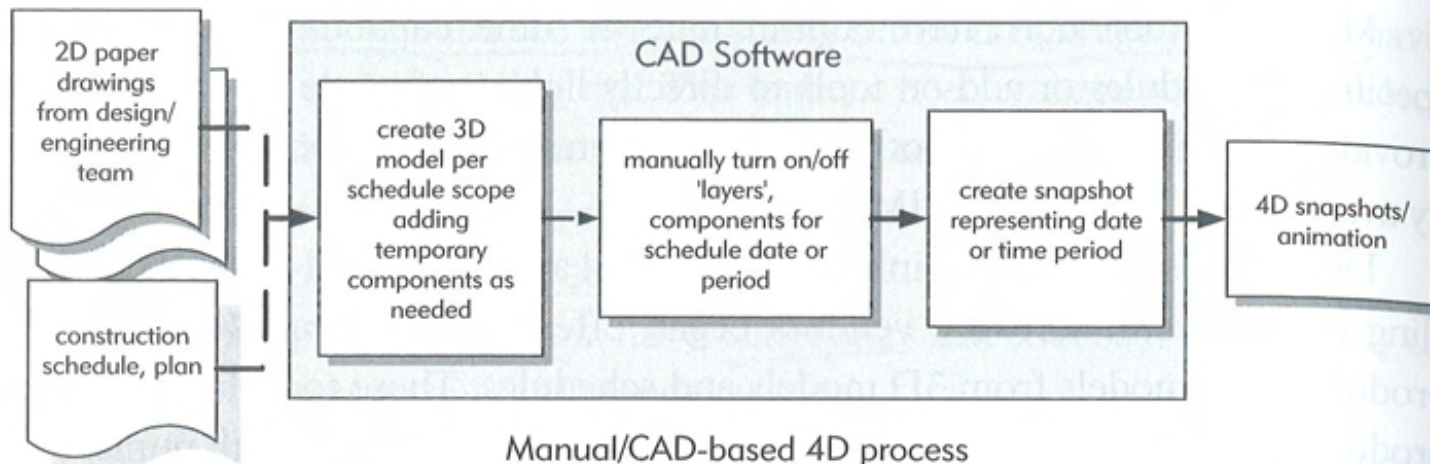 2D paper
drawings
from design/
engineering
team
construction
schedule, plan
CAD Software
create 3D
model per
schedule scope
adding
temporary
components as
needed
manually turn on/off
'layers',
components for
schedule date or
period
create snapshot
representing date
or time period
4D snapshots/
animation
Manual/CAD-based 4D process